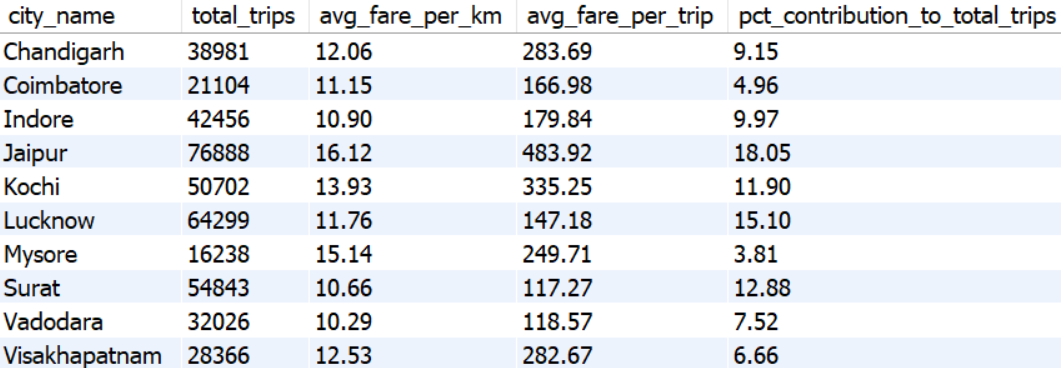 city_name total_trips avg_fare_per_km avg_fare_per_trip pct_contribution_to_total_trips
Chandigarh 38981 12.06 283.69 9.15
Coimbatore 21104 11.15 166.98 4.96
Indore 42456 10.90 179.84 9.97
Jaipur 76888 16.12 483.92 18.05
Kochi 50702 13.93 335.25 11.90
Lucknow 64299 11.76 147.18 15.10
Mysore 16238 15.14 249.71 3.81
Surat 54843 10.66 117.27 12.88
Vadodara 32026 10.29 118.57 7.52
Visakhapatnam 28366 12.53 282.67 6.66